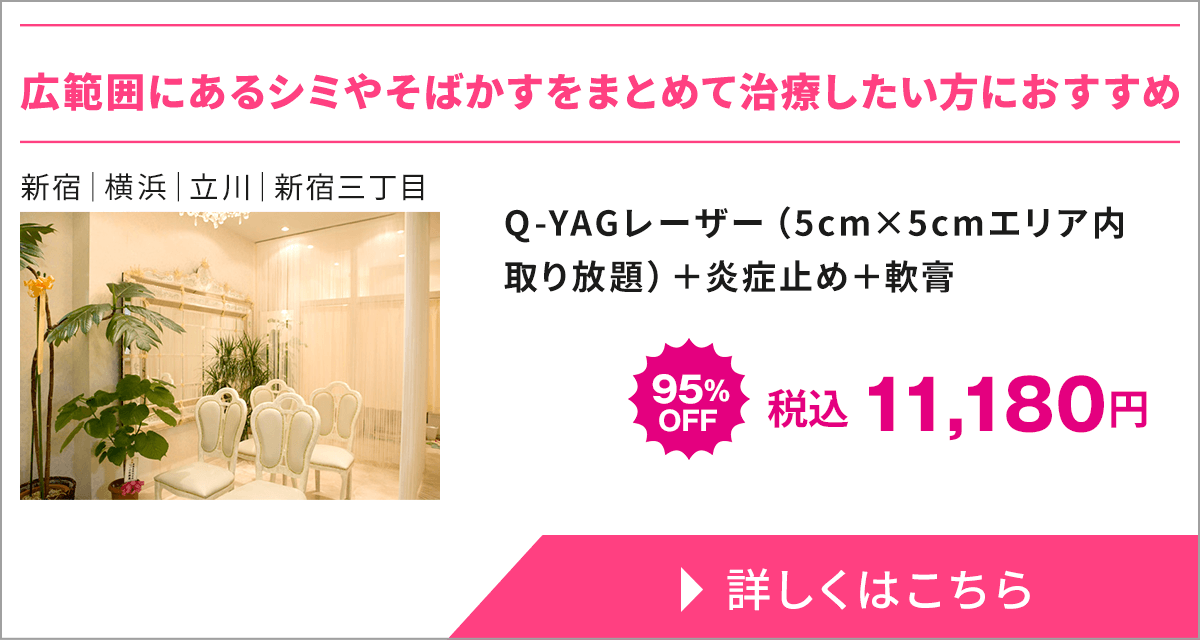 広範囲にあるシミやそばかすをまとめて治療したい方におすすめ
新宿｜横浜｜立川｜新宿三丁目
Q-YAGレーザー（5cm×5cmエリア内
取り放題）＋炎症止め＋軟膏
95%
OFF
税込 11,180円
詳しくはこちら